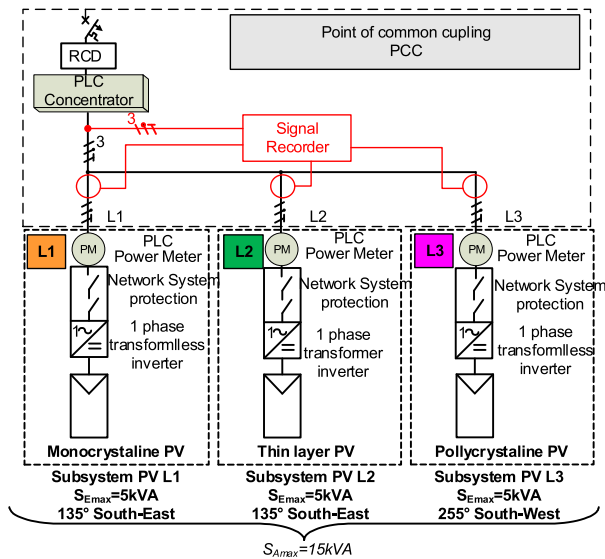 Point of common cupling
PCC
RCD
PLC
Concentrator
3
Signal
Recorder
3
L1
L2
L3
L1
PM
PLC
Power Meter
Network System
protection
1
1 phase
transformlless
inverter
Monocrystaline PV
L2
PM
PLC
Power Meter
Network System
protection
1
1 phase
transformer
inverter
Thin layer PV
L3
PM
PLC
Power Meter
Network System
protection
1
1 phase
transformlless
inverter
Pollycrystaline PV
Subsystem PV L1
SEmax=5kVA
135° South-East
Subsystem PV L2
SEmax=5kVA
135° South-East
Subsystem PV L3
SEmax=5kVA
255° South-West
SAmax=15kVA